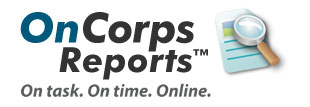 OnCorps
Reports™
On task. On time. Online.